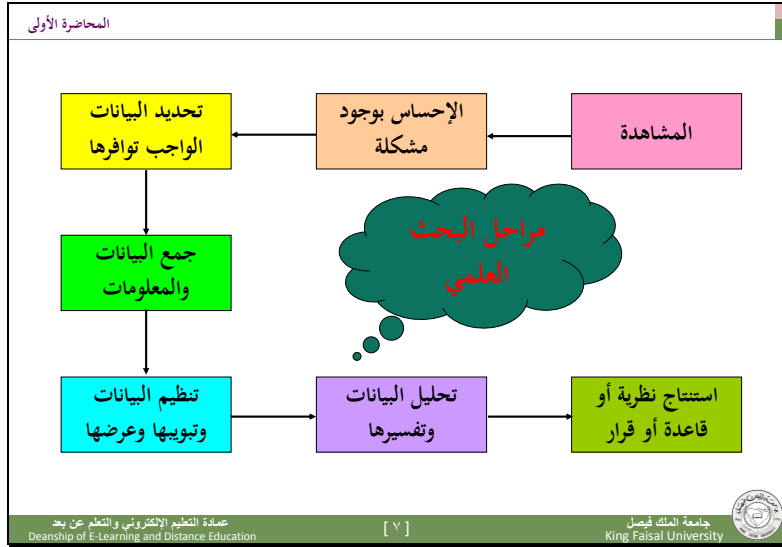 المحاضرة الأولى
المشاهدة
الإحساس بوجود
مشكلة
تحديد البيانات
الواجب توافرها
مراحل البحث
العلمي
جمع البيانات
والمعلومات
تنظيم البيانات
وتبويبها وعرضها
تحليل البيانات
وتفسيرها
استنتاج نظرية أو
قاعدة أو قرار
جامعة الملك فيصل
King Faisal University
[ ٧ ]
عمادة التعليم الإلكتروني والتعلم عن بعد
Deanship of E-Learning and Distance Education